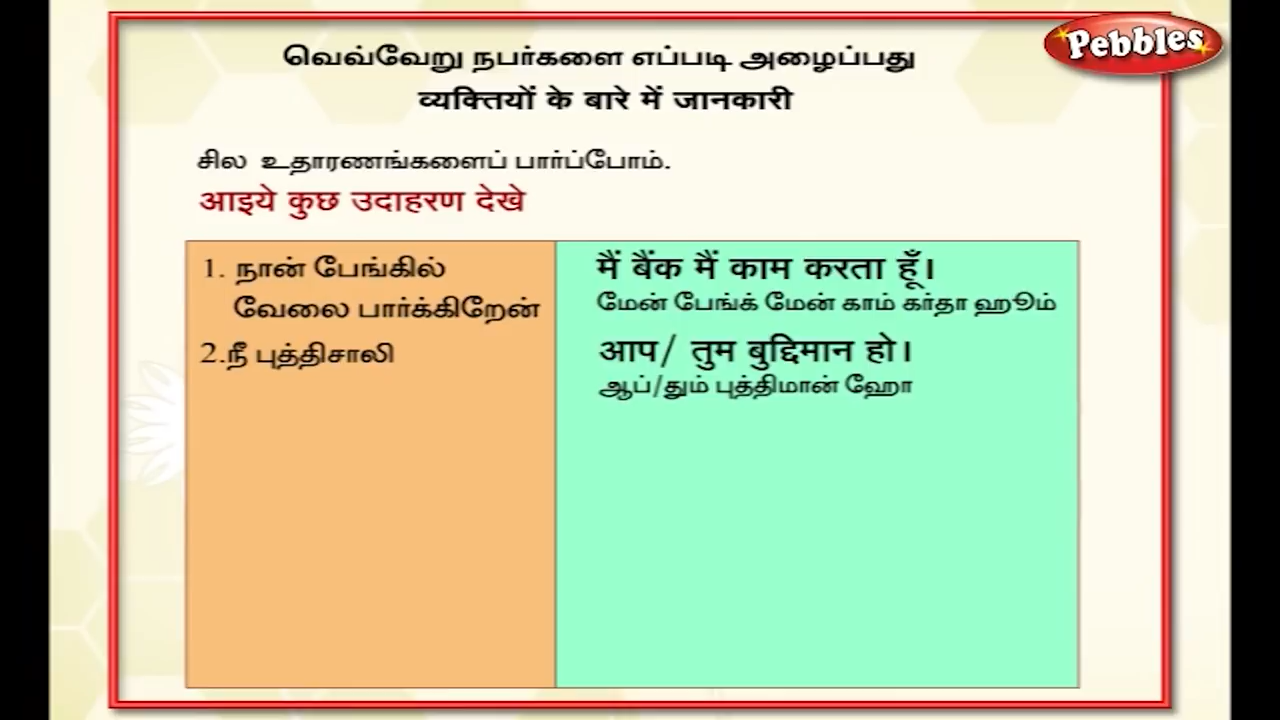 Pebbles
வெவ்வேறு நபர்களை எப்படி அழைப்பது
व्यक्तियों के बारे में जानकारी
சில உதாரணங்களைப் பார்ப்போம்.
आइये कुछ उदाहरण देखे
1. நான் பேங்கில்
வேலை பார்க்கிறேன்
मैं बैंक मैं काम करता हूँ।
மேன் பேங்க் மேன் காம் கர்தா ஹூம்
2.நீ புத்திசாலி
आप/ तुम बुद्दिमान हो।
ஆப்/தும் புத்திமான் ஹோ